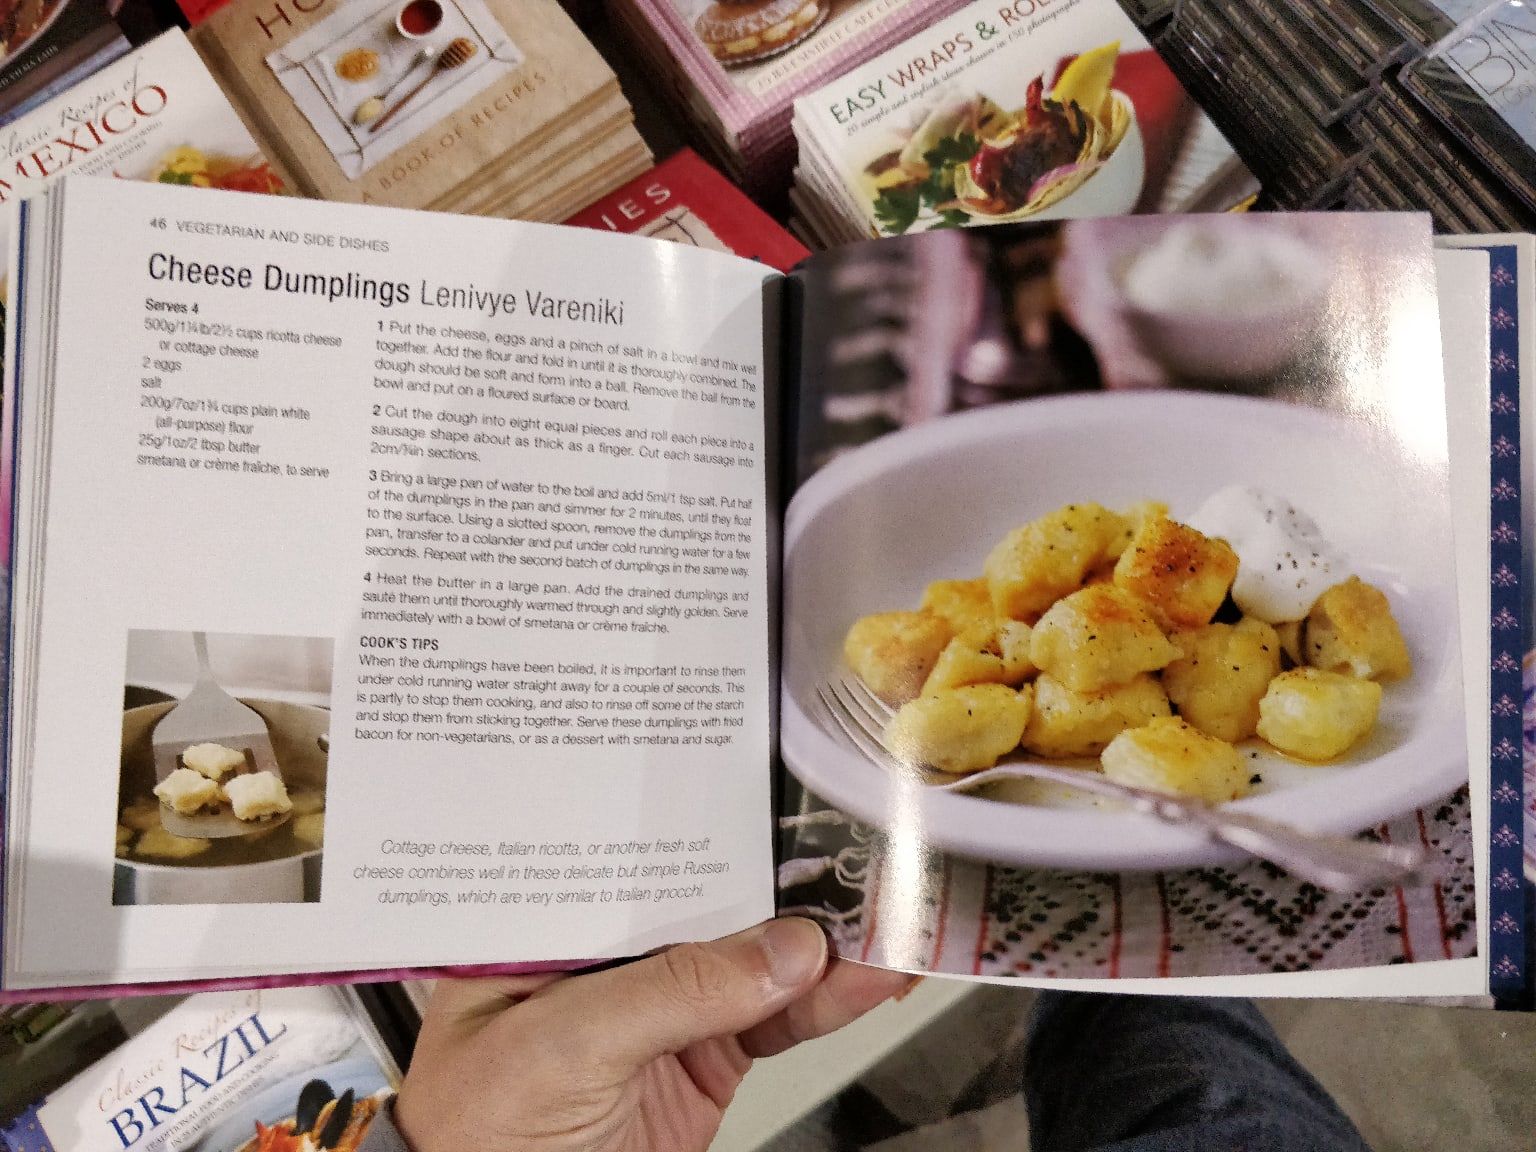 Classic Recipes of
MEXICO
A BOOK OF RECIPES
EASY WRAPS & ROL
20 simple and stylish ideas shown in 150 photographs
IES
46 VEGETARIAN AND SIDE DISHES
Cheese Dumplings Lenivye Vareniki
Serves 4
500g/1¼lb/2½ cups ricotta cheese
or cottage cheese
2 eggs
salt
200g/7oz/1¾ cups plain white
(all-purpose) flour
25g/1oz/2 tbsp butter
smetana or crème fraîche, to serve
1 Put the cheese, eggs and a pinch of salt in a bowl and mix well
together. Add the flour and fold in until it is thoroughly combined. The
dough should be soft and form into a ball. Remove the ball from the
bowl and put on a floured surface or board.
2 Cut the dough into eight equal pieces and roll each piece into a
sausage shape about as thick as a finger. Cut each sausage into
2cm/¾in sections.
3 Bring a large pan of water to the boil and add 5ml/1 tsp salt. Put half
of the dumplings in the pan and simmer for 2 minutes, until they float
to the surface. Using a slotted spoon, remove the dumplings from the
pan, transfer to a colander and put under cold running water for a few
seconds. Repeat with the second batch of dumplings in the same way.
4 Heat the butter in a large pan. Add the drained dumplings and
sauté them until thoroughly warmed through and slightly golden. Serve
immediately with a bowl of smetana or crème fraîche.
COOK'S TIPS
When the dumplings have been boiled, it is important to rinse them
under cold running water straight away for a couple of seconds. This
is partly to stop them cooking, and also to rinse off some of the starch
and stop them from sticking together. Serve these dumplings with fried
bacon for non-vegetarians, or as a dessert with smetana and sugar.
Cottage cheese, Italian ricotta, or another fresh soft
cheese combines well in these delicate but simple Russian
dumplings, which are very similar to Italian gnocchi.
Classic Recipes of
BRAZIL
TRADITIONAL FOOD AND COOKING
IN 25 AUTHENTIC DISHES